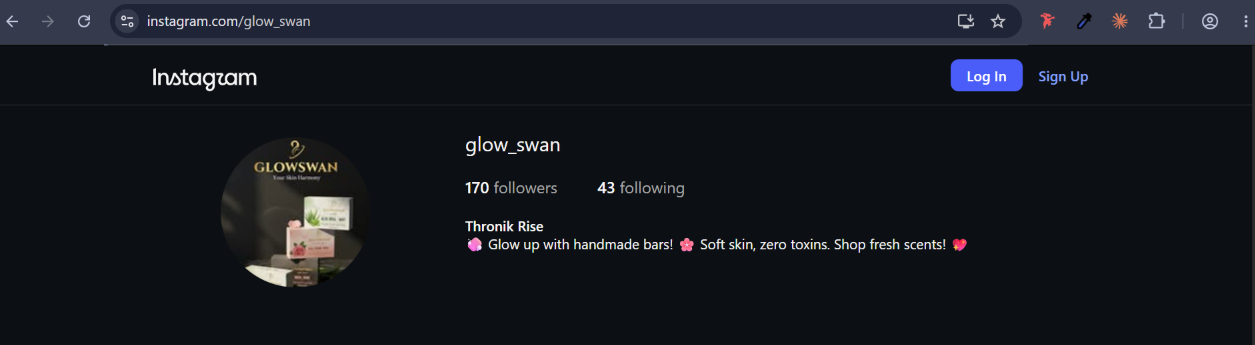 instagram.com/glow_swan
Instagram
Log In
Sign Up
GLOWSWAN
Your Skin Harmony
glow_swan
170 followers 43 following
Thronik Rise
Glow up with handmade bars! 🌸 Soft skin, zero toxins. Shop fresh scents! 💖